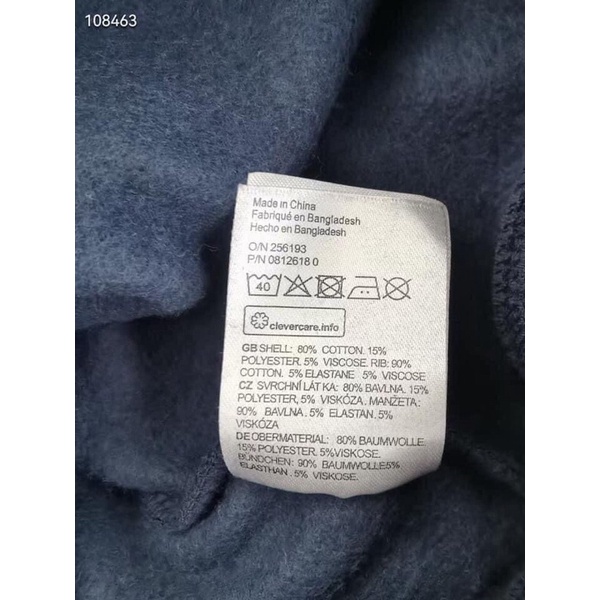 108463
Made in China
Fabriqué en Bangladesh
Hecho en Bangladesh
O/N 256193
P/N 0812618 0
40
clevercare.info
GB SHELL: 80% COTTON. 15%
POLYESTER. 5% VISCOSE. RIB: 90%
COTTON. 5% ELASTANE 5% VISCOSE
CZ SVRCHNI LÁTKA: 80% BAVLNA. 15%
POLYESTER, 5% VISKÓZA. MANŽETA:
90% BAVLNA . 5% ELASTAN. 5%
VISKÓZA
DE OBERMATERIAL: 80% BAUMWOLLE.
15% POLYESTER. 5%VISKOSE.
BÜNDCHEN: 90% BAUMWOLLE5%
ELASTHAN . 5% VISKOSE.